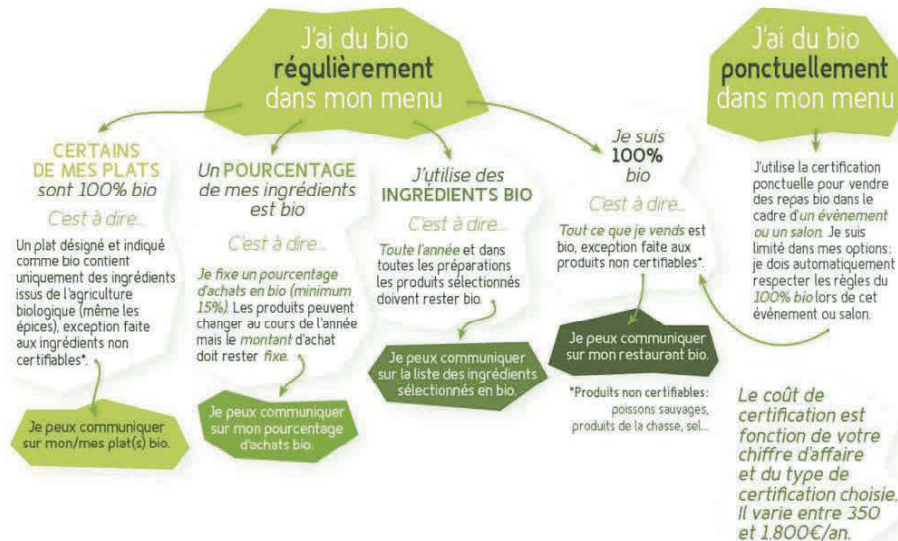 J'ai du bio
régulièrement
dans mon menu
CERTAINS
DE MES PLATS
sont 100% bio
C'est à dire...
Un plat désigné et indiqué
comme bio contient
uniquement des ingrédients
issus de l'agriculture
biologique (même les
épices), exception faite
aux ingrédients non
certifiables*.
Je peux communiquer
sur mon/mes plat(s) bio.
Un POURCENTAGE
de mes ingrédients
est bio
C'est à dire...
Je fixe un pourcentage
d'achats en bio (minimum
15%). Les produits peuvent
changer au cours de l'année
mais le montant d'achat
doit rester fixe.
Je peux communiquer
sur mon pourcentage
d'achats bio.
J'utilise des
INGRÉDIENTS BIO
C'est à dire...
Toute l'année et dans
toutes les préparations
les produits sélectionnés
doivent rester bio.
Je peux communiquer
sur la liste des ingrédients
sélectionnés en bio.
Je suis
100%
bio
C'est à dire...
Tout ce que je vends est
bio, exception faite aux
produits non certifiables*.
Je peux communiquer
sur mon restaurant bio.
*Produits non certifiables:
poissons sauvages,
produits de la chasse, sel...
J'ai du bio
ponctuellement
dans mon menu
J'utilise la certification
ponctuelle pour vendre
des repas bio dans le
cadre d'un évènement
ou un salon. Je suis
limité dans mes options:
je dois automatiquement
respecter les règles du
100% bio lors de cet
évènement ou salon.
Le coût de
certification est
fonction de votre
chiffre d'affaire
et du type de
certification choisie.
Il varie entre 350
et 1.800€/an.